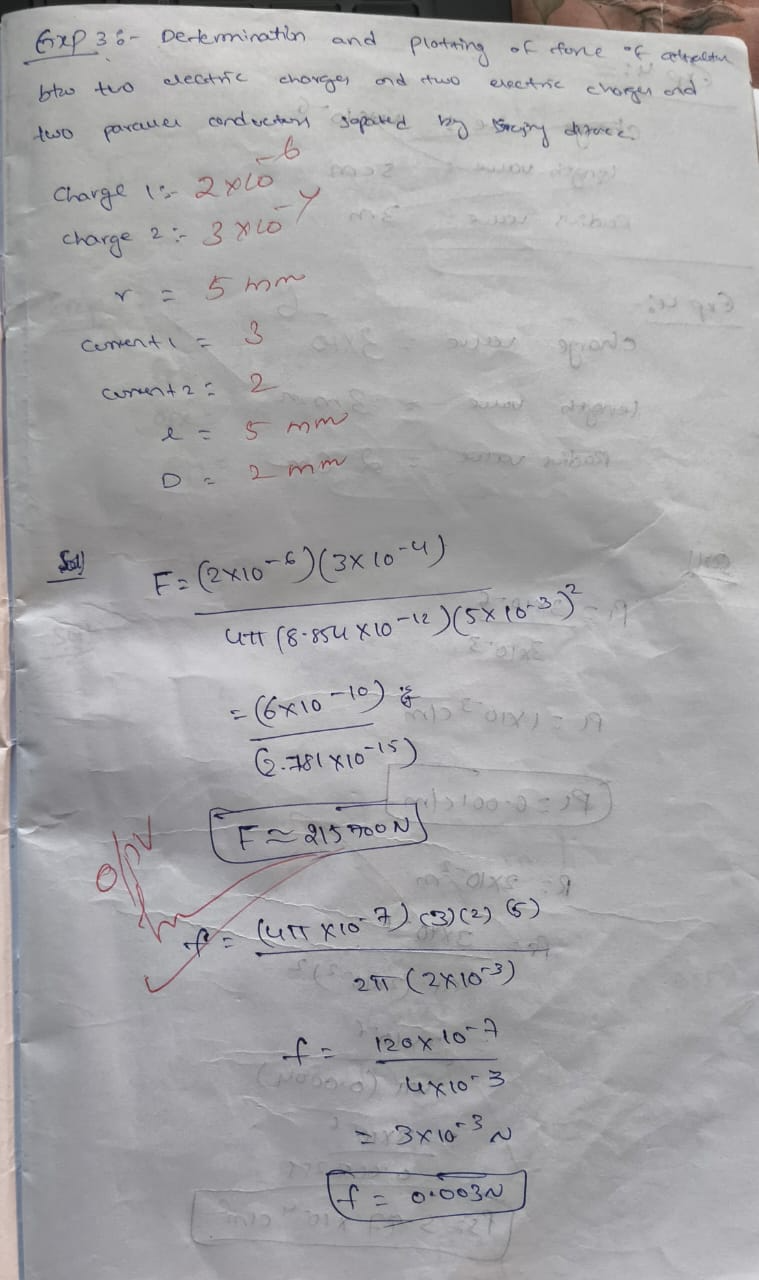 Exp 3 :- Determination and plotting of force of
btw two electric charges and two electric charges and
two parallel conductors separated by
Charge 1:- 2×10^-6
charge 2:- 3×10^-4
r = 5 mm
current 1 = 3
current 2 = 2
l = 5 mm
D = 2 mm
Sol)
F = (2×10^-6)(3×10^-4)
4π (8.854×10^-12)(5×10^-3)^2
= (6×10^-10)
(2.781×10^-15)
F ≈ 215700N
o/p
f = (4π×10^-7)(3)(2)(5)
2π (2×10^-3)
f = 120×10^-7
4×10^-3
= 3×10^-3 N
f = 0.003N